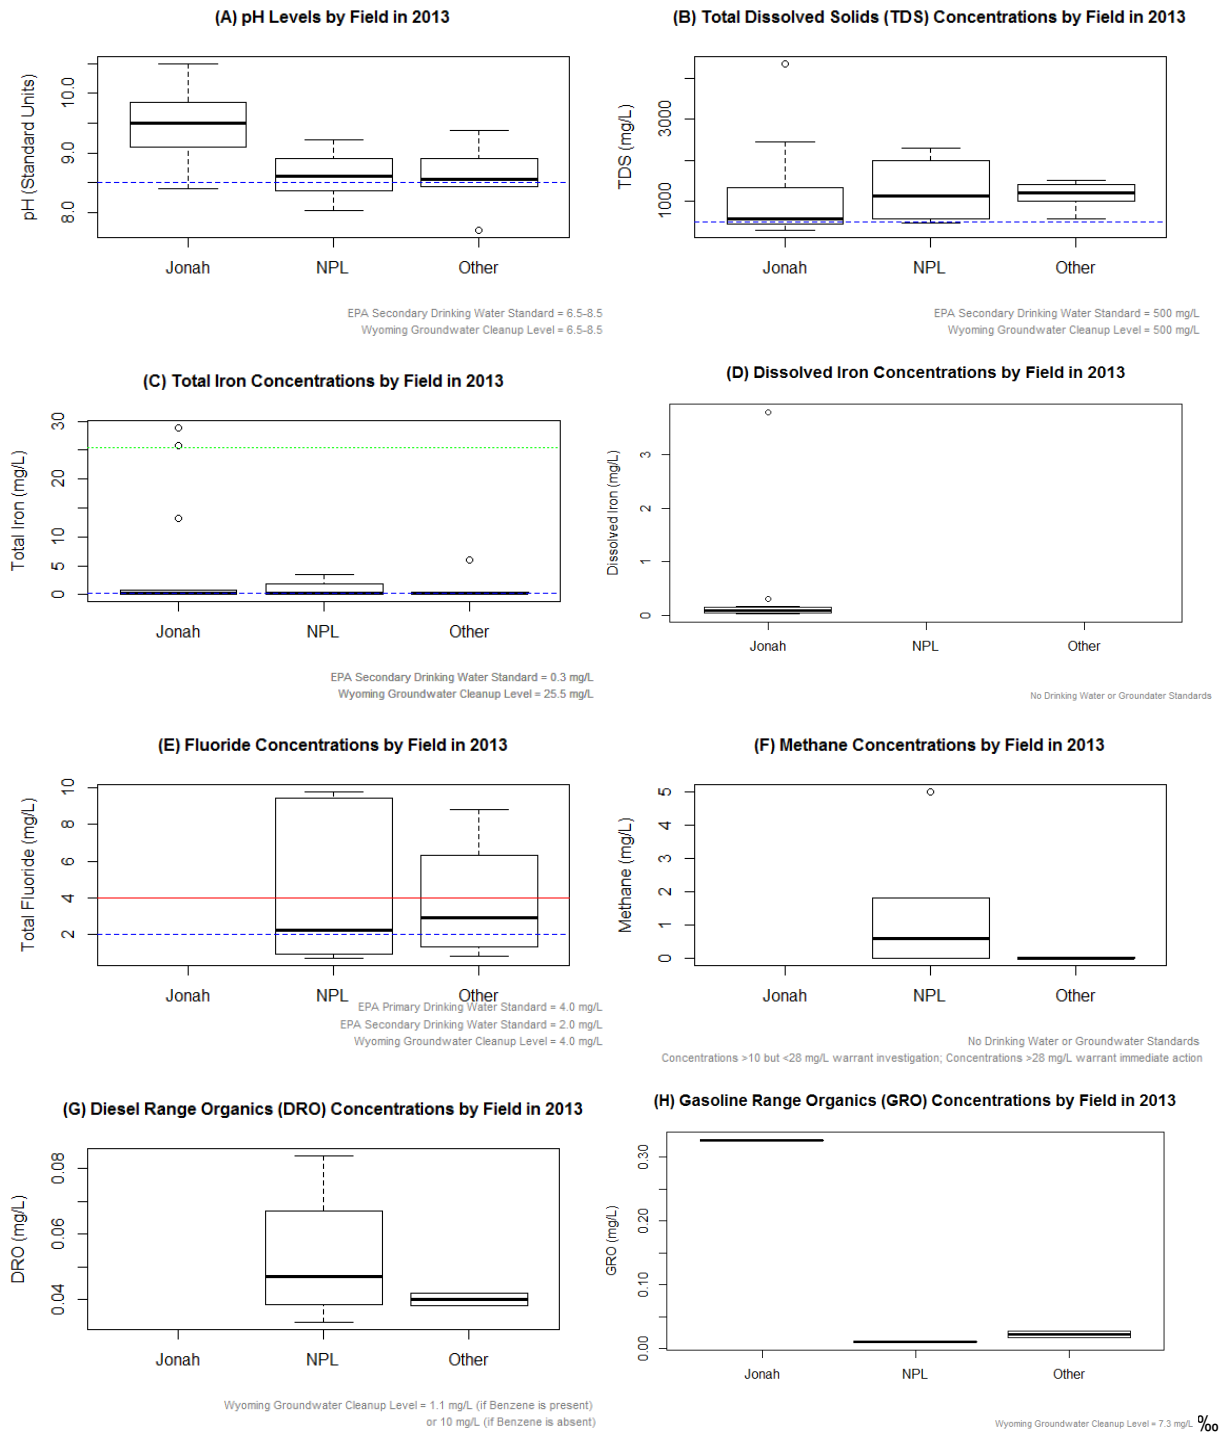 (A) pH Levels by Field in 2013
pH (Standard Units)
10.0
9.0
8.0
Jonah
NPL
Other
EPA Secondary Drinking Water Standard = 6.5-8.5
Wyoming Groundwater Cleanup Level = 6.5-8.5
(B) Total Dissolved Solids (TDS) Concentrations by Field in 2013
TDS (mg/L)
3000
1000
Jonah
NPL
Other
EPA Secondary Drinking Water Standard = 500 mg/L
Wyoming Groundwater Cleanup Level = 500 mg/L
(C) Total Iron Concentrations by Field in 2013
Total Iron (mg/L)
30
20
10
5
0
Jonah
NPL
Other
EPA Secondary Drinking Water Standard = 0.3 mg/L
Wyoming Groundwater Cleanup Level = 25.5 mg/L
(D) Dissolved Iron Concentrations by Field in 2013
Dissolved Iron (mg/L)
3
2
1
0
Jonah
NPL
Other
No Drinking Water or Groundater Standards
(E) Fluoride Concentrations by Field in 2013
Total Fluoride (mg/L)
10
8
6
4
2
Jonah
NPL
Other
EPA Primary Drinking Water Standard = 4.0 mg/L
EPA Secondary Drinking Water Standard = 2.0 mg/L
Wyoming Groundwater Cleanup Level = 4.0 mg/L
(F) Methane Concentrations by Field in 2013
Methane (mg/L)
5
4
3
2
1
0
Jonah
NPL
Other
No Drinking Water or Groundwater Standards
Concentrations >10 but <28 mg/L warrant investigation; Concentrations >28 mg/L warrant immediate action
(G) Diesel Range Organics (DRO) Concentrations by Field in 2013
DRO (mg/L)
0.08
0.06
0.04
Jonah
NPL
Other
Wyoming Groundwater Cleanup Level = 1.1 mg/L (if Benzene is present)
or 10 mg/L (if Benzene is absent)
(H) Gasoline Range Organics (GRO) Concentrations by Field in 2013
GRO (mg/L)
0.30
0.20
0.10
0.00
Jonah
NPL
Other
Wyoming Groundwater Cleanup Level = 7.3 mg/L ‰